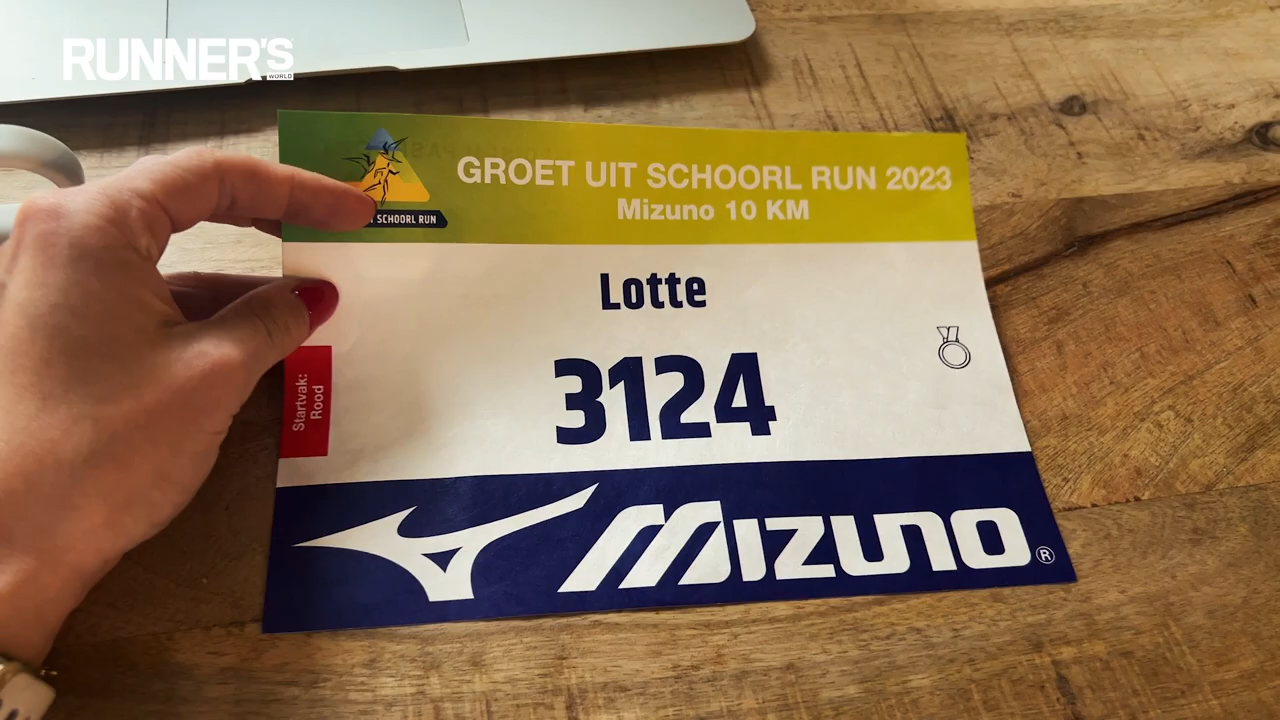 RUNNER'S
WORLD
GROET UIT SCHOORL RUN 2023
Mizuno 10 KM
SCHOORL RUN
Lotte
3124
Startvak:
Rood
MIZUNO®